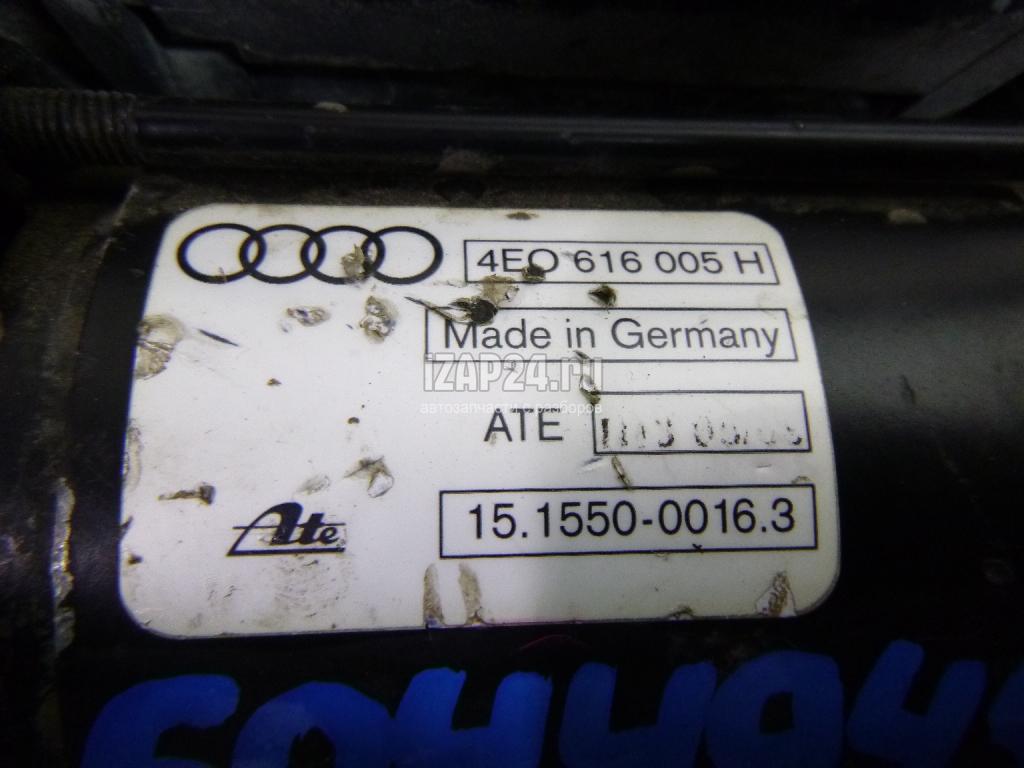 4E0 616 005 H
Made in Germany
iZAP24.ru
автозапчасти с разборов
ATE
Ate
15.1550-0016.3